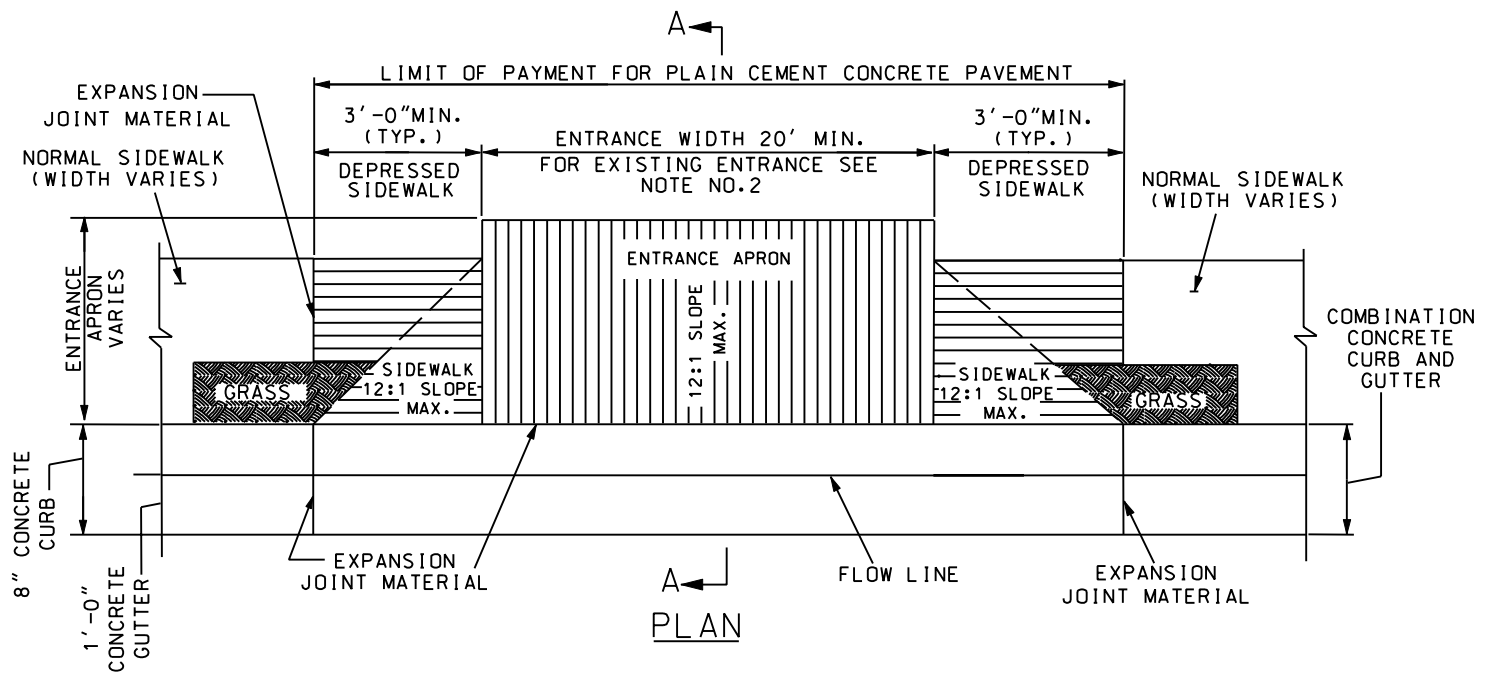 A
LIMIT OF PAYMENT FOR PLAIN CEMENT CONCRETE PAVEMENT
EXPANSION
JOINT MATERIAL
3'-0"MIN.
(TYP.)
DEPRESSED
SIDEWALK
ENTRANCE WIDTH 20' MIN.
FOR EXISTING ENTRANCE SEE
NOTE NO.2
3'-0"MIN.
(TYP.)
DEPRESSED
SIDEWALK
NORMAL SIDEWALK
(WIDTH VARIES)
NORMAL SIDEWALK
(WIDTH VARIES)
ENTRANCE
APRON
VARIES
ENTRANCE APRON
12:1 SLOPE
MAX.
COMBINATION
CONCRETE
CURB AND
GUTTER
GRASS
SIDEWALK
12:1 SLOPE
MAX.
SIDEWALK
12:1 SLOPE
MAX.
GRASS
8" CONCRETE
CURB
1'-0"
CONCRETE
GUTTER
EXPANSION
JOINT MATERIAL
A
FLOW LINE
EXPANSION
JOINT MATERIAL
PLAN